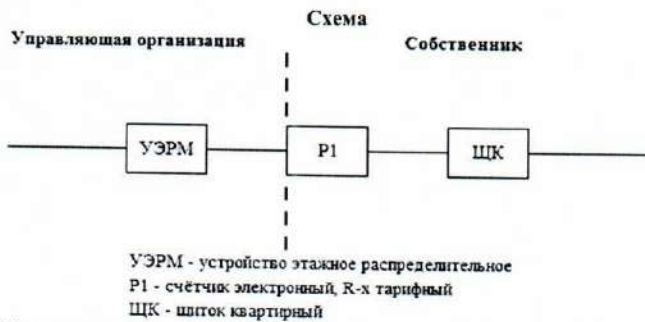 Схема
Управляющая организация
Собственник
УЭРМ
Р1
ЩК
УЭРМ - устройство этажное распределительное
Р1 - счётчик электронный, R-х тарифный
ЩК - щиток квартирный